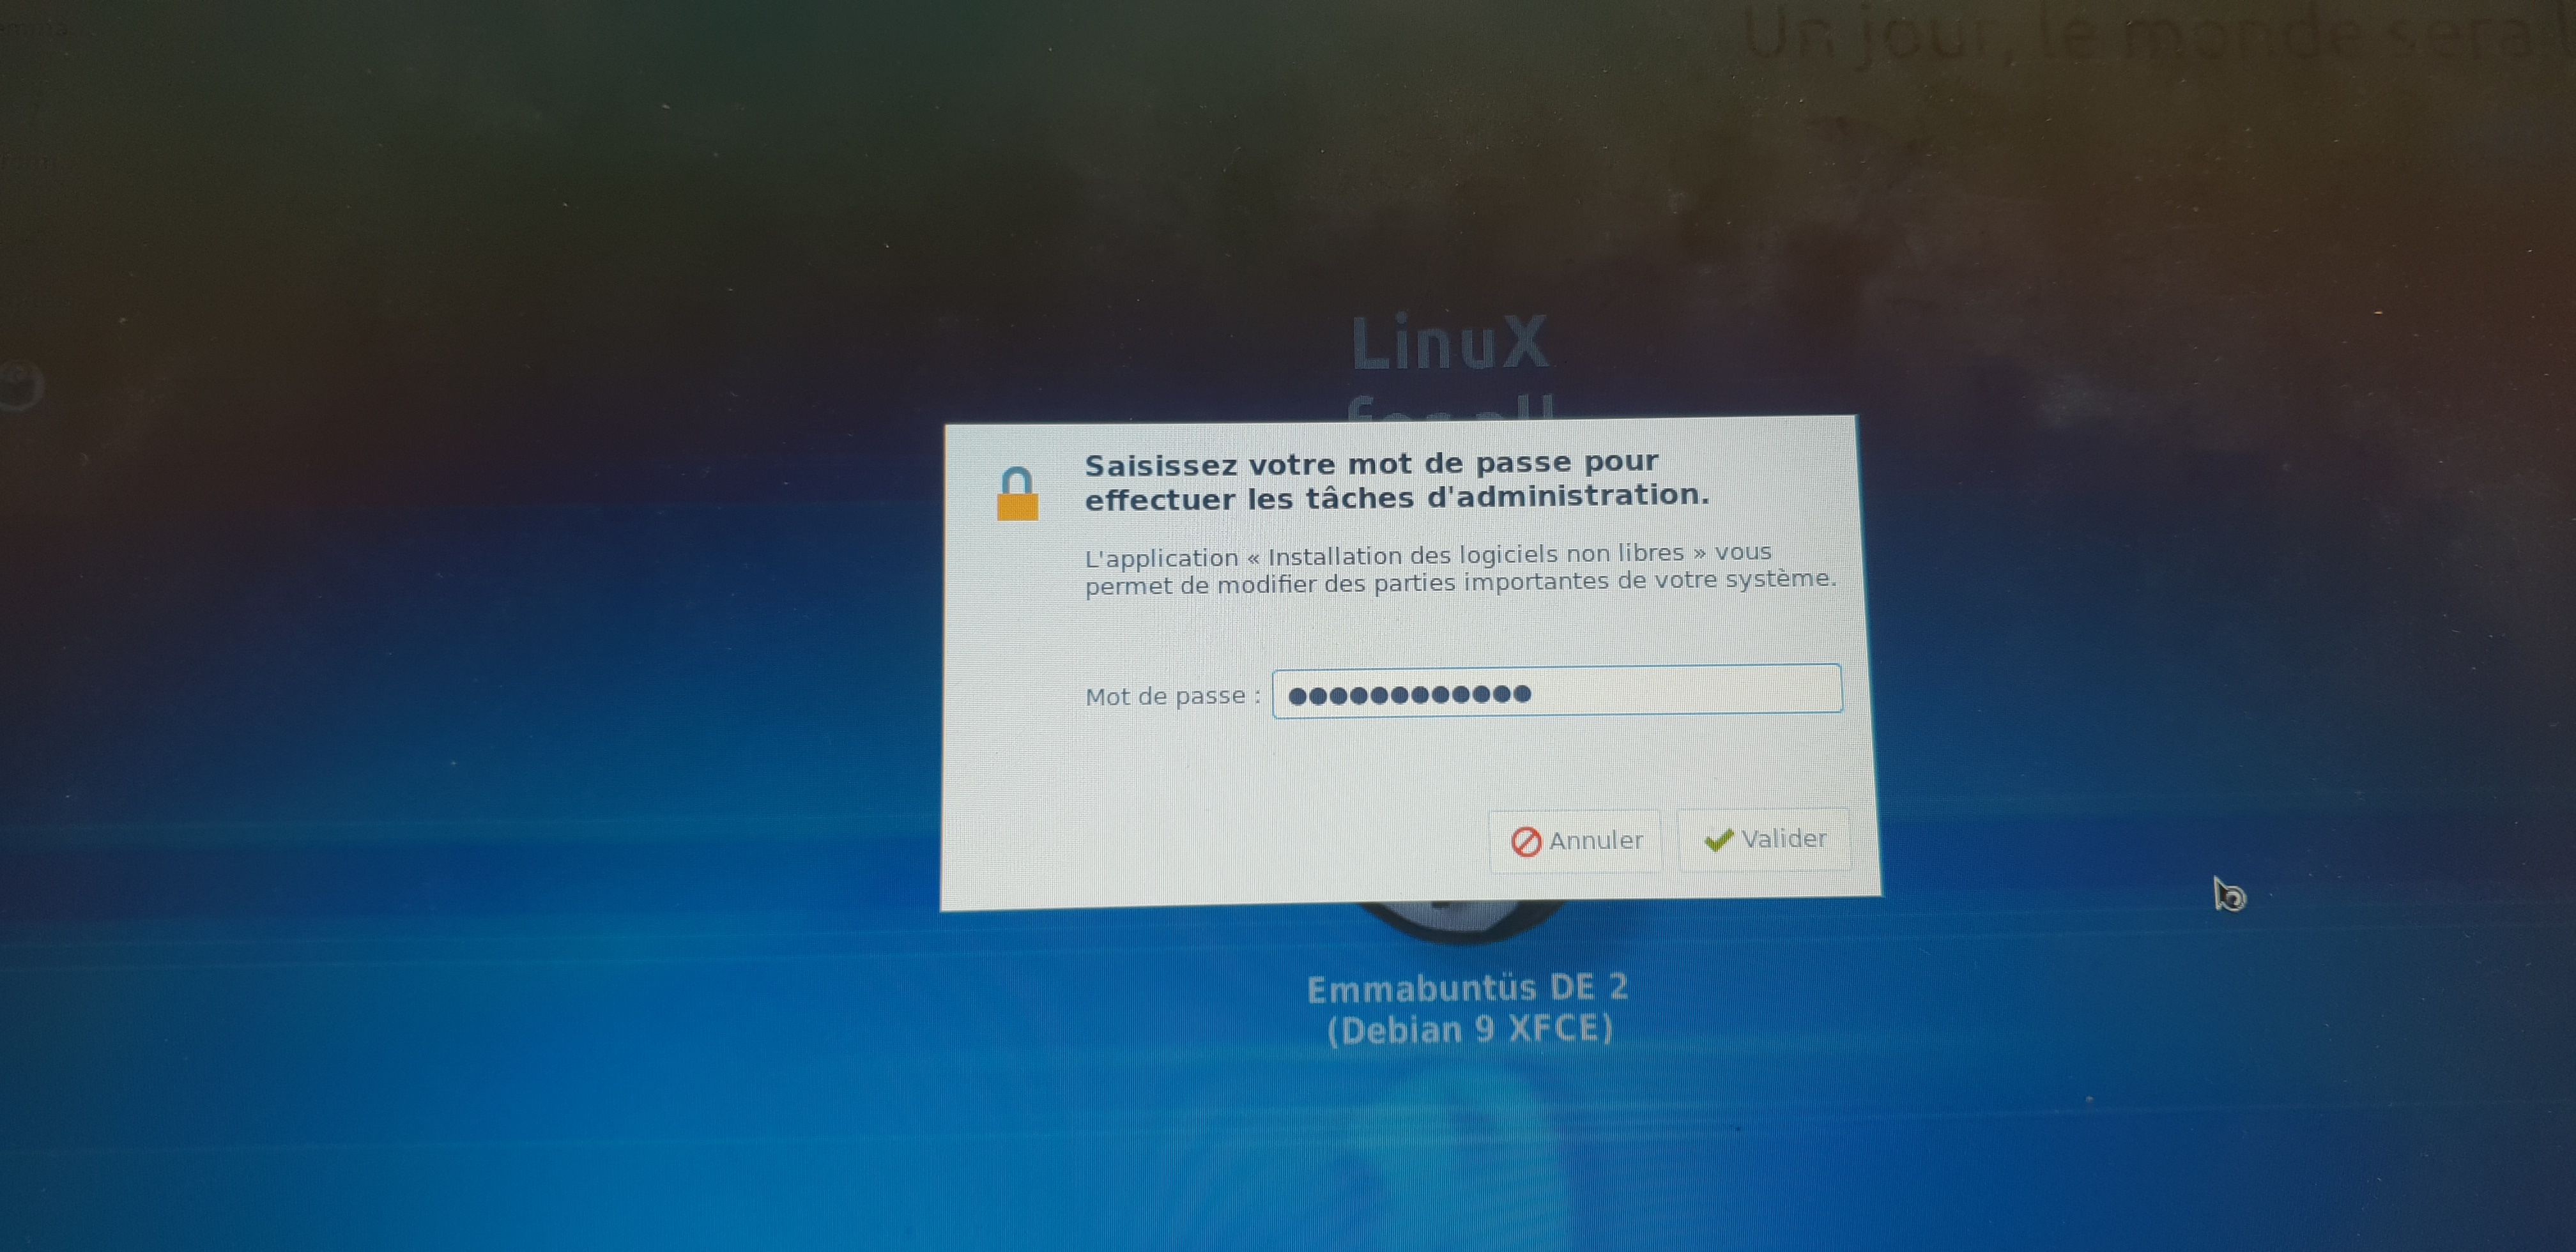 Un jour, le monde sera
LinuX
for all
Saisissez votre mot de passe pour
effectuer les tâches d'administration.
L'application « Installation des logiciels non libres » vous
permet de modifier des parties importantes de votre système.
Mot de passe : ●●●●●●●●●●●●
Annuler
Valider
Emmabuntüs DE 2
(Debian 9 XFCE)